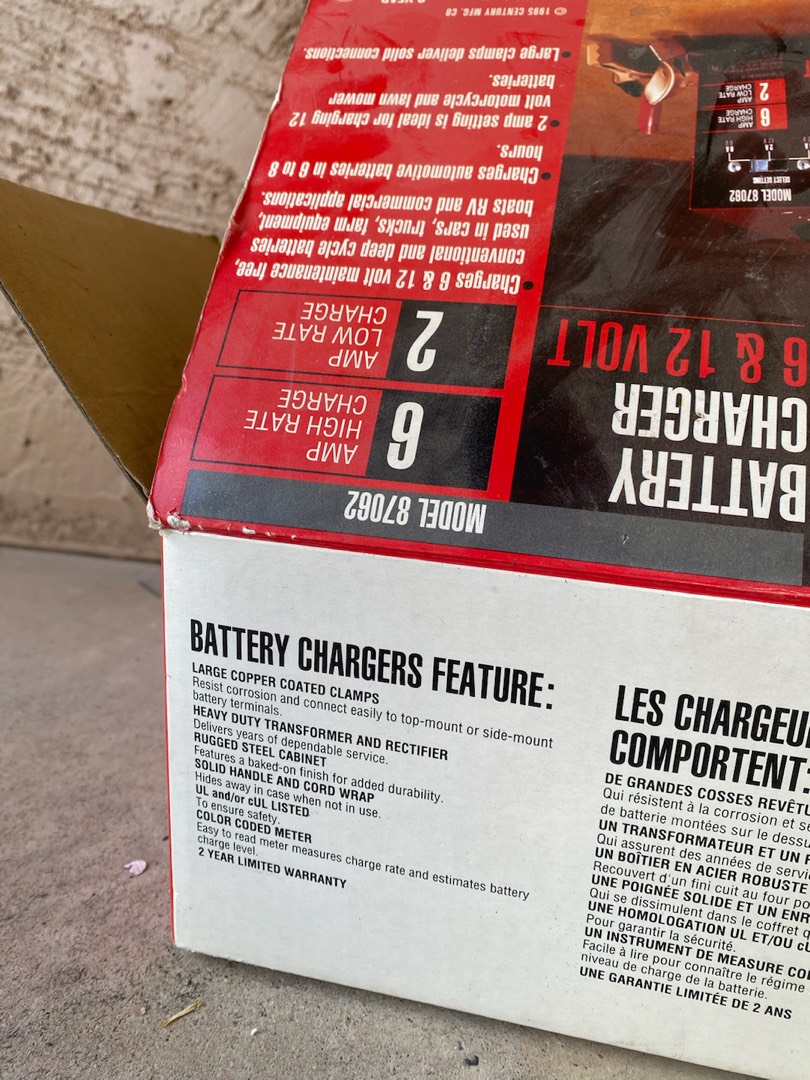 BATTERY
CHARGER
6 & 12 VOLT
MODEL 87062
6
AMP
HIGH RATE
CHARGE
2
AMP
LOW RATE
CHARGE
• Charges 6 & 12 volt maintenance free,
conventional and deep cycle batteries
used in cars, trucks, farm equipment,
boats RV and commercial applications.
• Charges automotive batteries in 6 to 8
hours.
• 2 amp setting is ideal for charging 12
volt motorcycle and lawn mower
batteries.
• Large clamps deliver solid connections.
© 1995 CENTURY MFG. CO
MODEL 87062
SELECT SETTING
6
AMP
HIGH RATE
CHARGE
2
AMP
LOW RATE
CHARGE
BATTERY CHARGERS FEATURE:
LARGE COPPER COATED CLAMPS
Resist corrosion and connect easily to top-mount or side-mount
battery terminals.
HEAVY DUTY TRANSFORMER AND RECTIFIER
Delivers years of dependable service.
RUGGED STEEL CABINET
Features a baked-on finish for added durability.
SOLID HANDLE AND CORD WRAP
Hides away in case when not in use.
UL and/or cUL LISTED
To ensure safety.
COLOR CODED METER
Easy to read meter measures charge rate and estimates battery
charge level.
2 YEAR LIMITED WARRANTY
LES CHARGEU
COMPORTENT:
DE GRANDES COSSES REVÊTU
Qui résistent à la corrosion et se
de batterie montées sur le dessu
UN TRANSFORMATEUR ET UN R
Qui assurent des années de servic
UN BOÎTIER EN ACIER ROBUSTE
Recouvert d'un fini cuit au four po
UNE POIGNÉE SOLIDE ET UN ENR
Qui se dissimulent dans le coffret q
UNE HOMOLOGATION UL ET/OU cU
Pour garantir la sécurité.
UN INSTRUMENT DE MESURE CO
Facile à lire pour connaître le régime
niveau de charge de la batterie.
UNE GARANTIE LIMITÉE DE 2 ANS